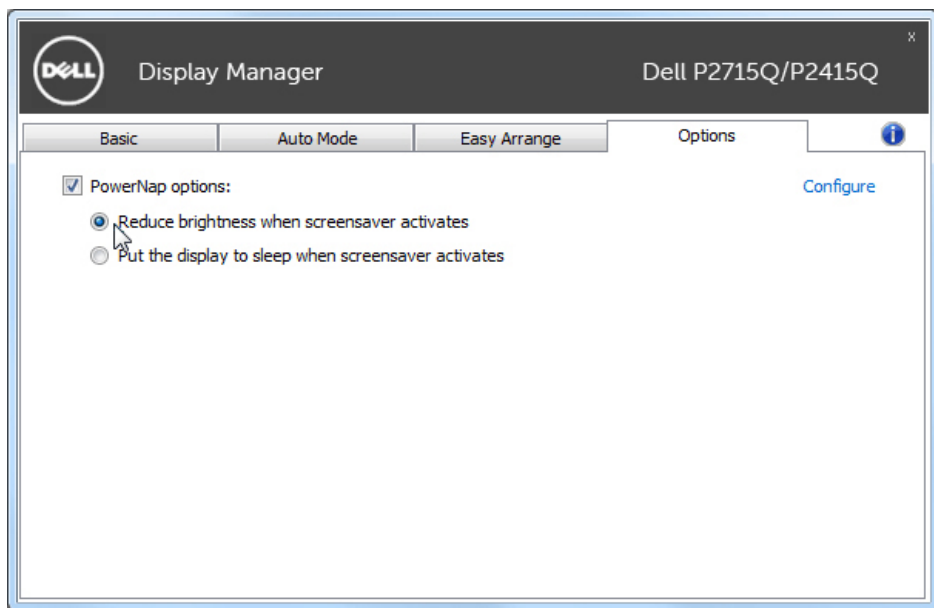 DELL
Display Manager
Dell P2715Q/P2415Q
x
Basic
Auto Mode
Easy Arrange
Options
i
PowerNap options:
Configure
Reduce brightness when screensaver activates
Put the display to sleep when screensaver activates